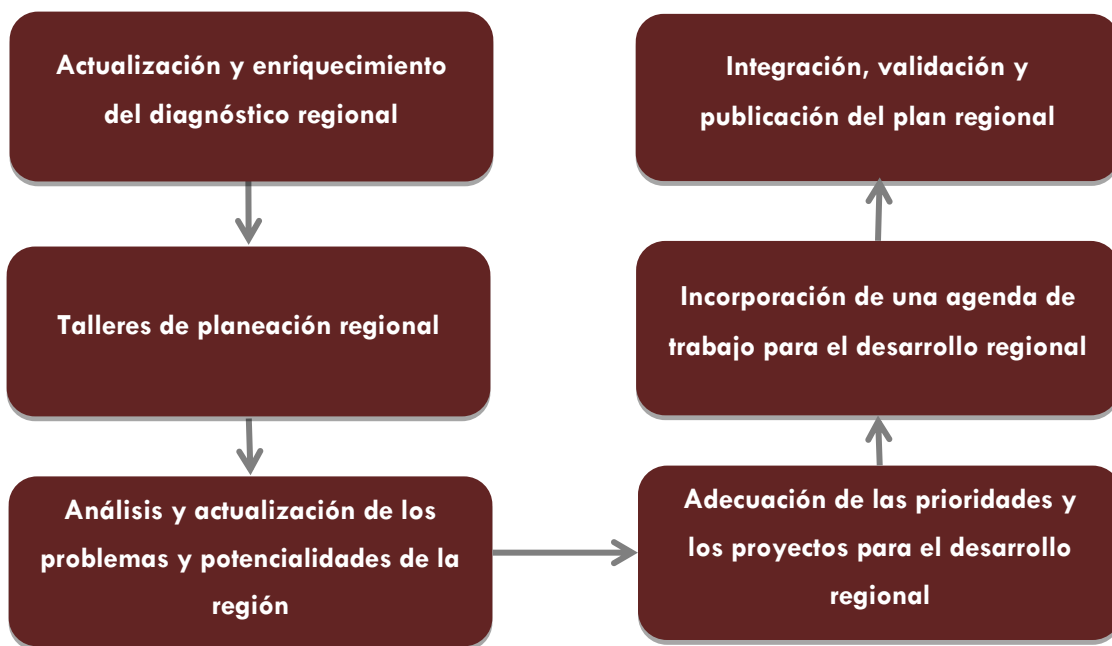 Actualización y enriquecimiento
del diagnóstico regional
Talleres de planeación regional
Análisis y actualización de los
problemas y potencialidades de la
región
Adecuación de las prioridades y
los proyectos para el desarrollo
regional
Incorporación de una agenda de
trabajo para el desarrollo regional
Integración, validación y
publicación del plan regional